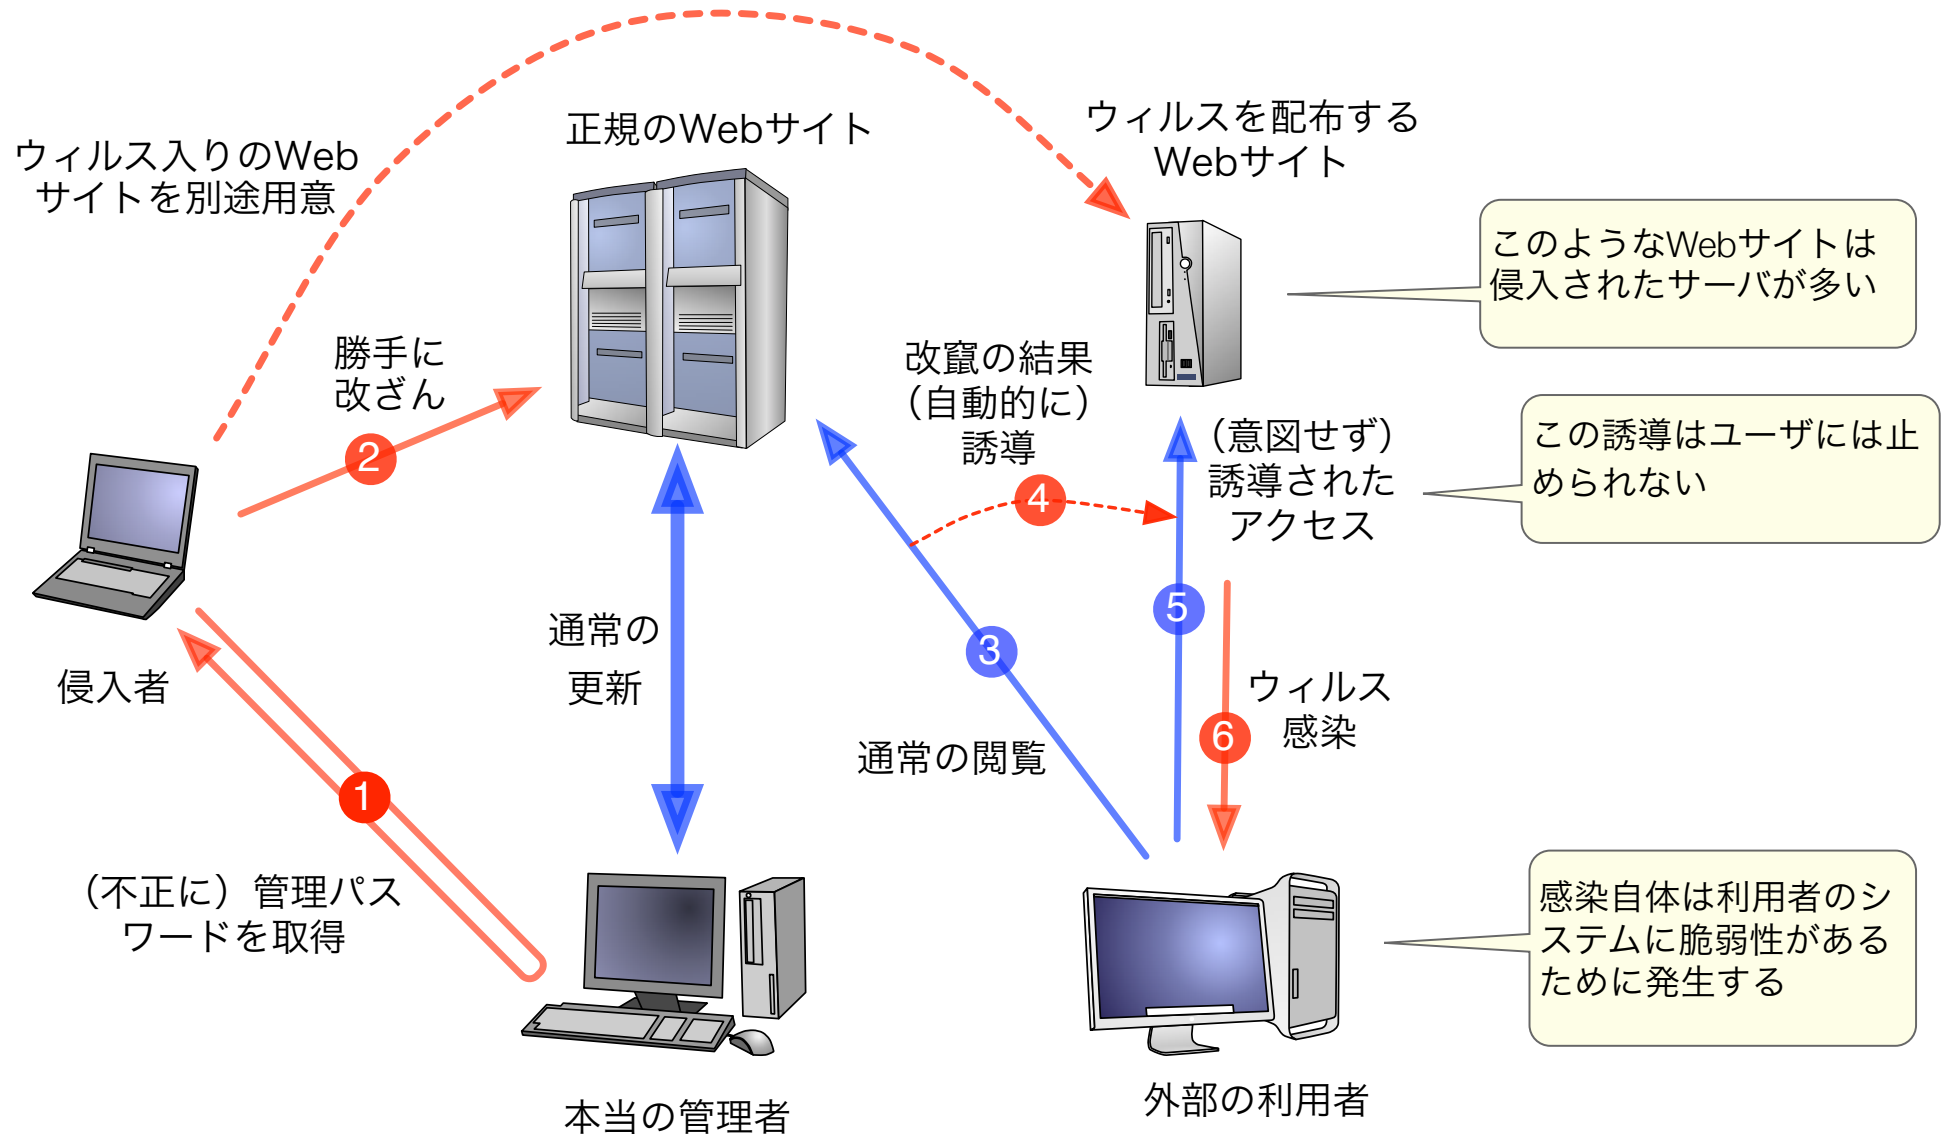 ウィルス入りのWeb
サイトを別途用意
正規のWebサイト
ウィルスを配布する
Webサイト
このようなWebサイトは
侵入されたサーバが多い
勝手に
改ざん
2
改竄の結果
（自動的に）
誘導
4
（意図せず）
誘導された
アクセス
この誘導はユーザには止
められない
侵入者
通常の
更新
3
通常の閲覧
5
ウィルス
感染
6
1
（不正に）管理パス
ワードを取得
感染自体は利用者のシ
ステムに脆弱性がある
ために発生する
本当の管理者
外部の利用者